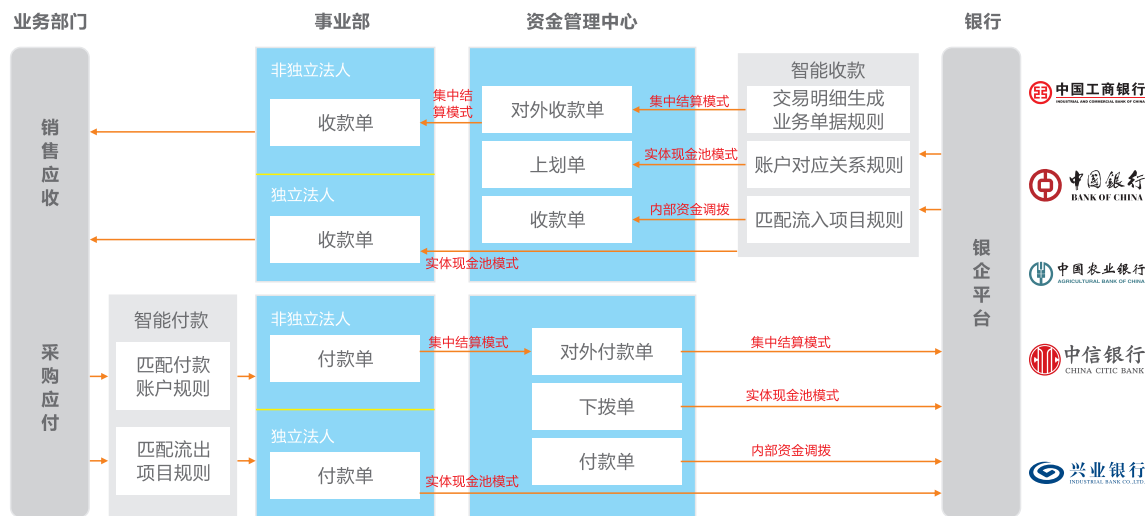 业务部门
事业部
资金管理中心
银行
销售应收
非独立法人
收款单
独立法人
收款单
集中结
算模式
对外收款单
上划单
收款单
集中结算模式
实体现金池模式
内部资金调拨
实体现金池模式
智能收款
交易明细生成
业务单据规则
账户对应关系规则
匹配流入项目规则
采购应付
智能付款
匹配付款
账户规则
匹配流出
项目规则
非独立法人
付款单
独立法人
付款单
集中结算模式
实体现金池模式
对外付款单
下拨单
付款单
集中结算模式
实体现金池模式
内部资金调拨
银企平台
中国工商银行
INDUSTRIAL AND COMMERCIAL BANK OF CHINA
中国銀行
BANK OF CHINA
中国农业银行
AGRICULTURAL BANK OF CHINA
中信银行
CHINA CITIC BANK
兴业银行
INDUSTRIAL BANK CO.,LTD.